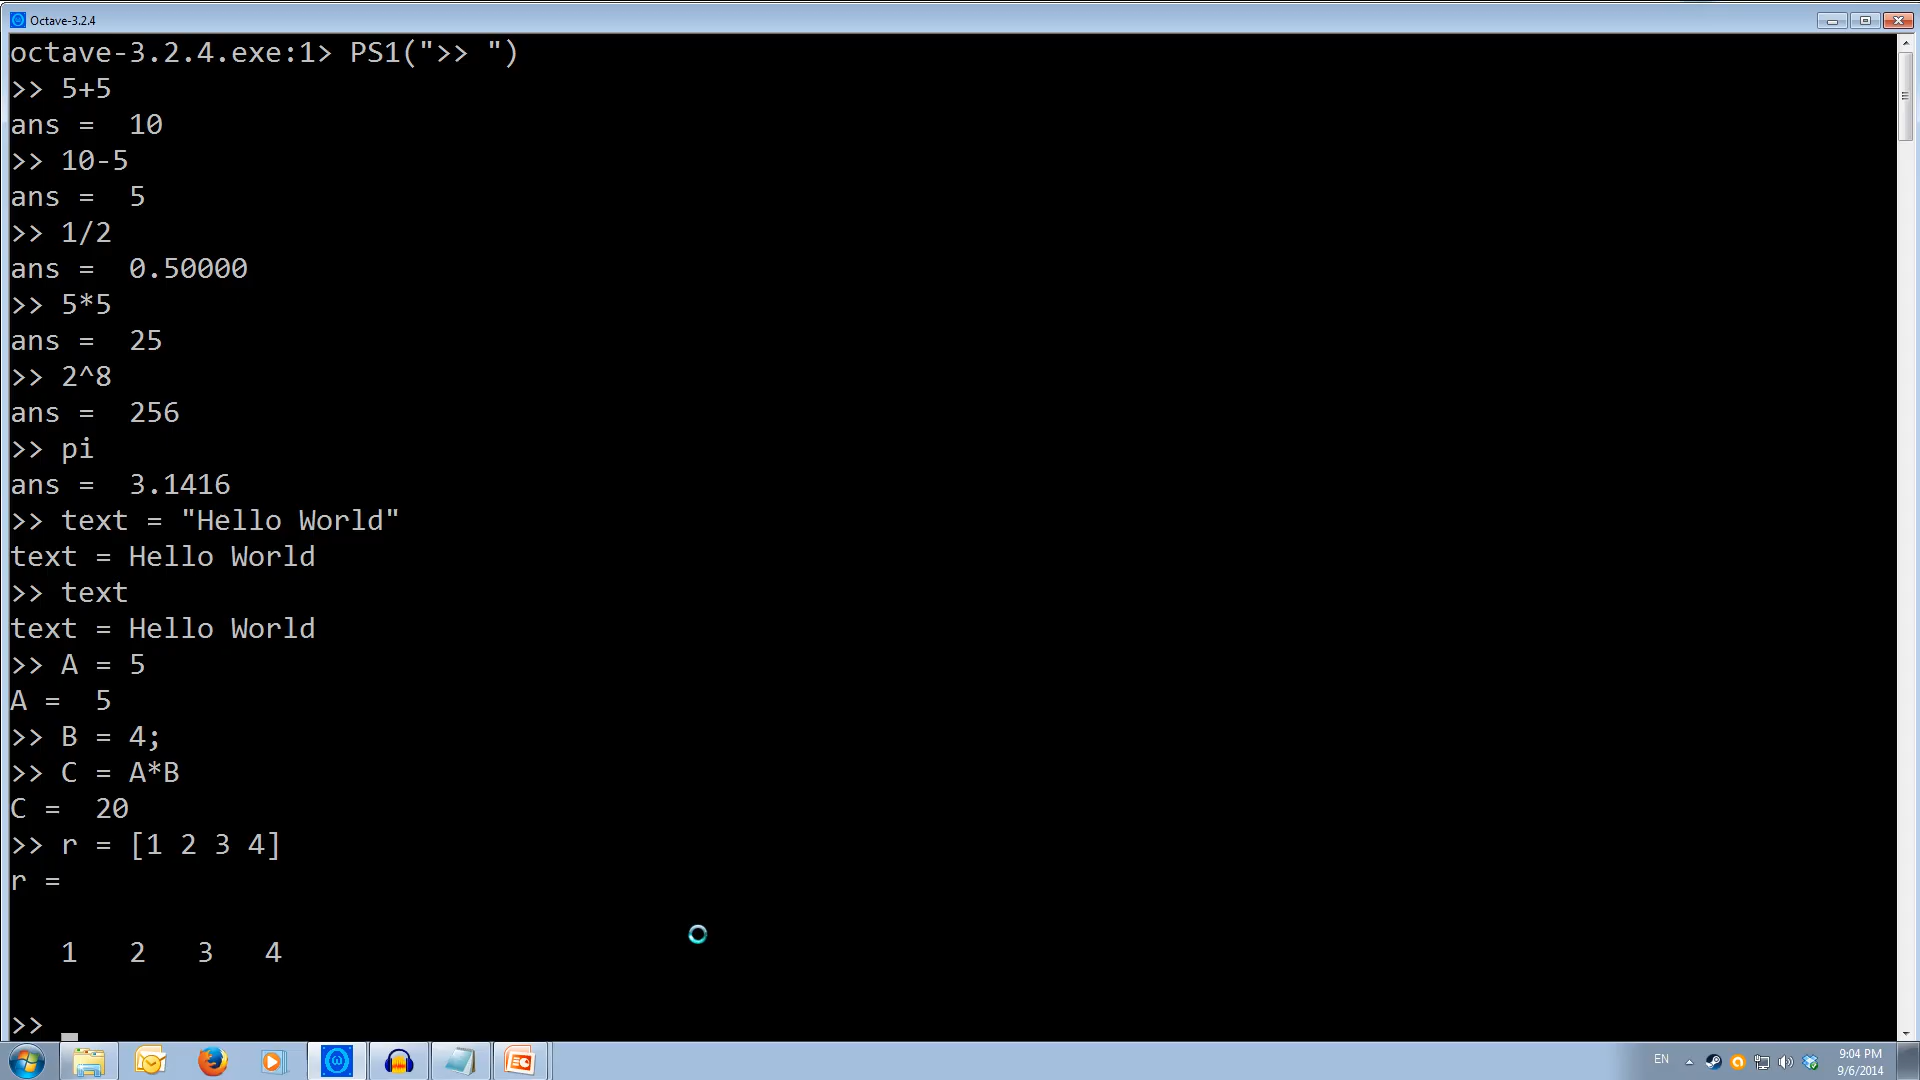 Octave-3.2.4
octave-3.2.4.exe:1> PS1(">> ")
>> 5+5
ans =  10
>> 10-5
ans =  5
>> 1/2
ans =  0.50000
>> 5*5
ans =  25
>> 2^8
ans =  256
>> pi
ans =  3.1416
>> text = "Hello World"
text = Hello World
>> text
text = Hello World
>> A = 5
A =  5
>> B = 4;
>> C = A*B
C =  20
>> r = [1 2 3 4]
r =
1   2   3   4
>>
EN
9:04 PM
9/6/2014